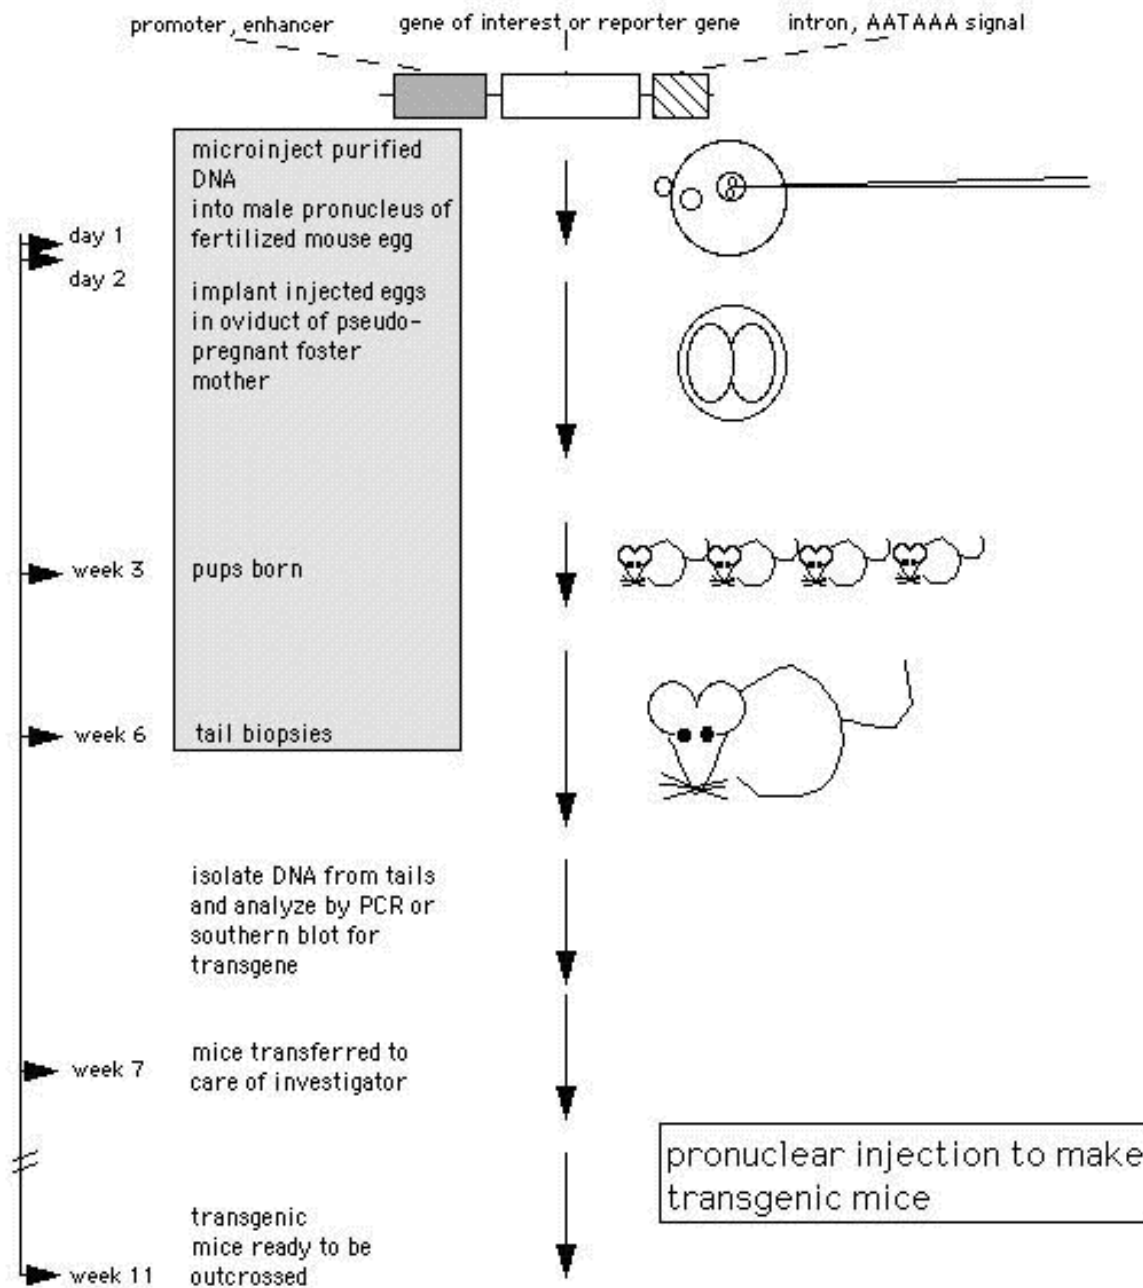 promoter, enhancer
gene of interest or reporter gene
intron, AATAAA signal
microinject purified
DNA
into male pronucleus of
fertilized mouse egg
day 1
day 2
implant injected eggs
in oviduct of pseudo-
pregnant foster
mother
week 3
pups born
week 6
tail biopsies
isolate DNA from tails
and analyze by PCR or
southern blot for
transgene
week 7
mice transferred to
care of investigator
pronuclear injection to make
transgenic mice
transgenic
mice ready to be
outcrossed
week 11